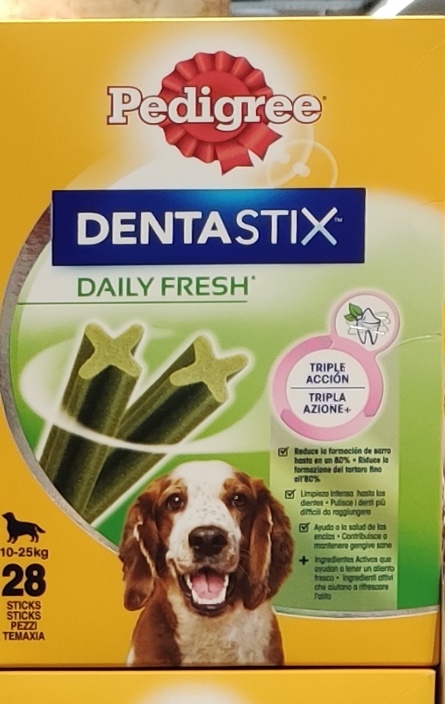 Pedigree®
DENTASTIX™
DAILY FRESH*
TRIPLE
ACCIÓN
TRIPLA
AZIONE+
Reduce la formación de sarro
hasta en un 80% • Riduce la
formazione del tartaro fino
all'80%
Limpieza intensa hasta los
dientes • Pulisce i denti più
difficili da raggiungere
Ayuda a la salud de las
encías • Contribuisce a
mantenere gengive sane
+ Ingredientes Activos que
ayudan a tener un aliento
fresco • Ingredienti attivi
che aiutano a rinfrescare
l'alito
10-25kg
28
STICKS
STICKS
PEZZI
TEMAXIA